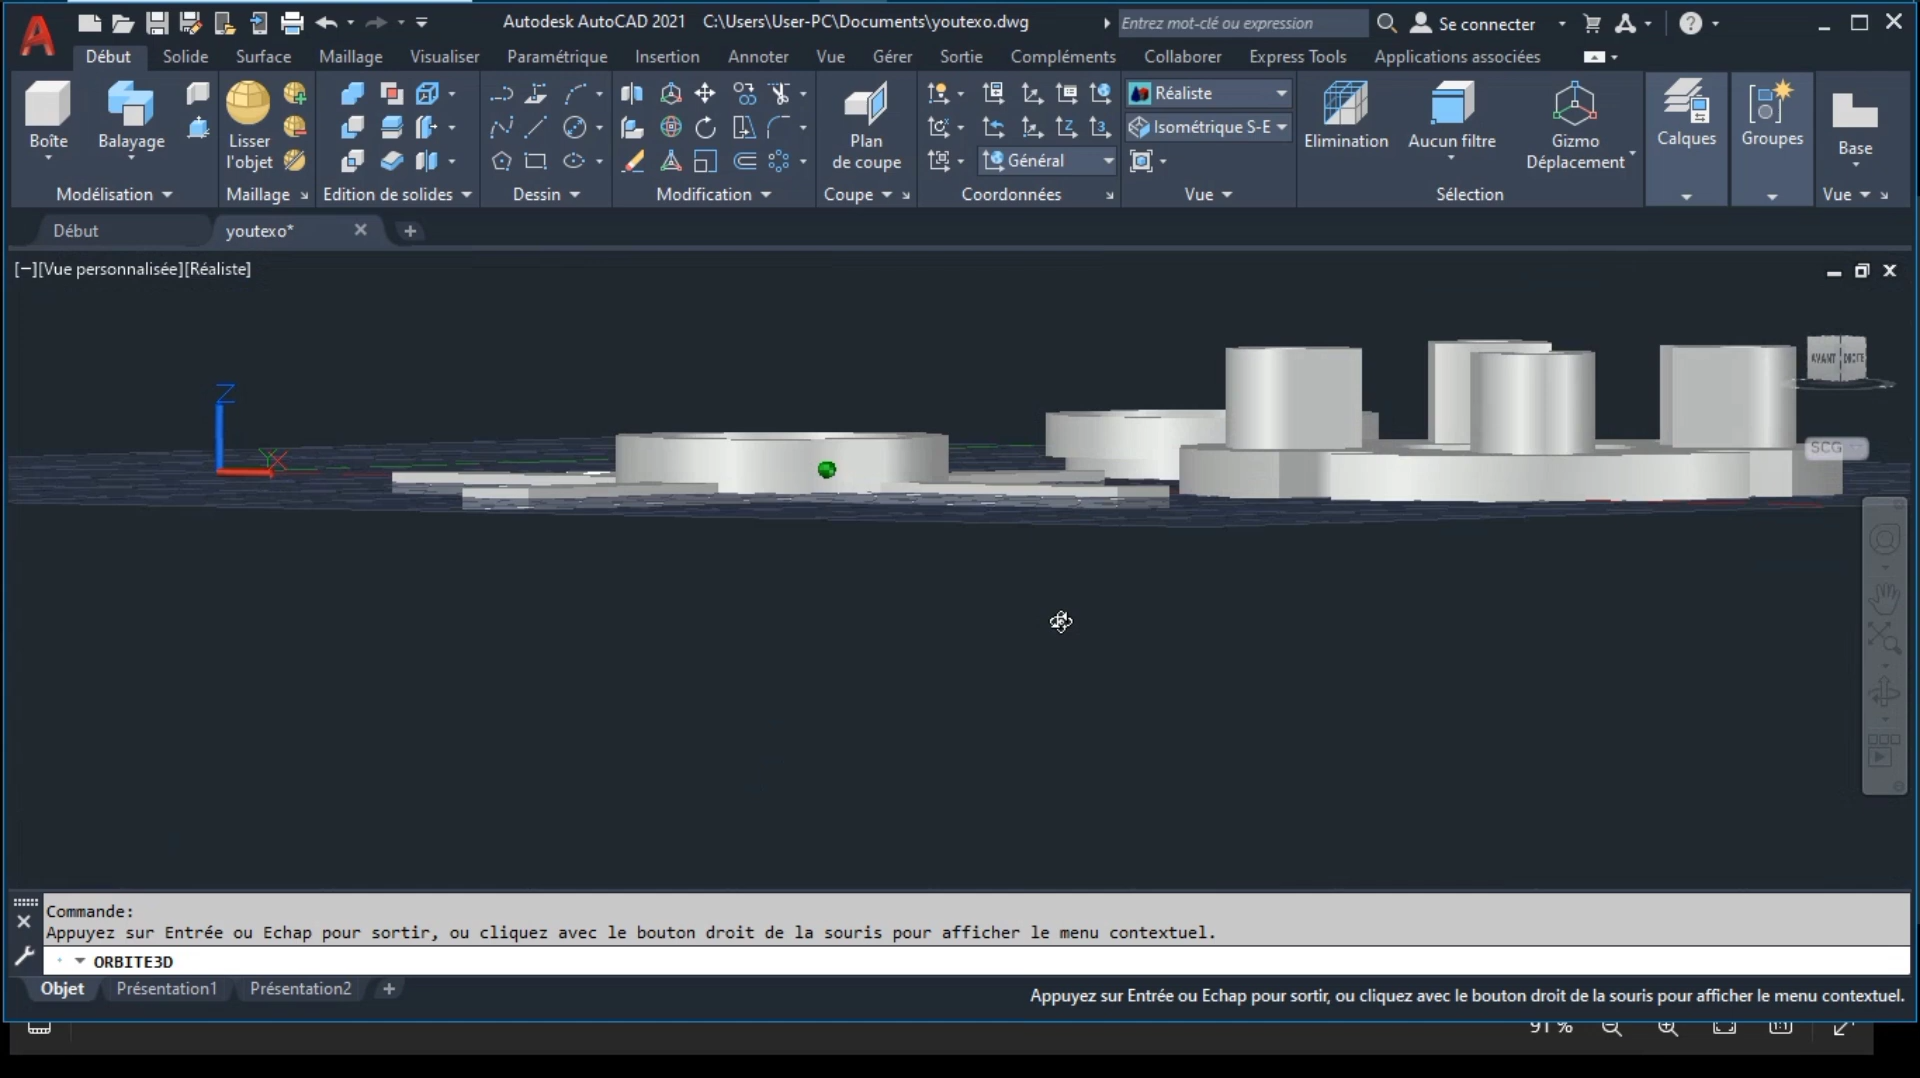 Autodesk AutoCAD 2021 C:\Users\User-PC\Documents\youtexo.dwg
Entrez mot-clé ou expression
Se connecter
Début Solide Surface Maillage Visualiser Paramétrique Insertion Annoter Vue Gérer Sortie Compléments Collaborer Express Tools Applications associées
Boîte
Balayage
Lisser
l'objet
Plan
de coupe
Réaliste
Isométrique S-E
Général
Elimination
Aucun filtre
Gizmo
Déplacement
Calques
Groupes
Base
Modélisation Maillage Edition de solides Dessin Modification Coupe Coordonnées Vue Sélection Vue
Début youtexo*
[−][Vue personnalisée][Réaliste]
Z
Y X
AVANT DROITE
SCG
Commande:
Appuyez sur Entrée ou Echap pour sortir, ou cliquez avec le bouton droit de la souris pour afficher le menu contextuel.
ORBITE3D
Objet Présentation1 Présentation2
Appuyez sur Entrée ou Echap pour sortir, ou cliquez avec le bouton droit de la souris pour afficher le menu contextuel.
91 %
1:1